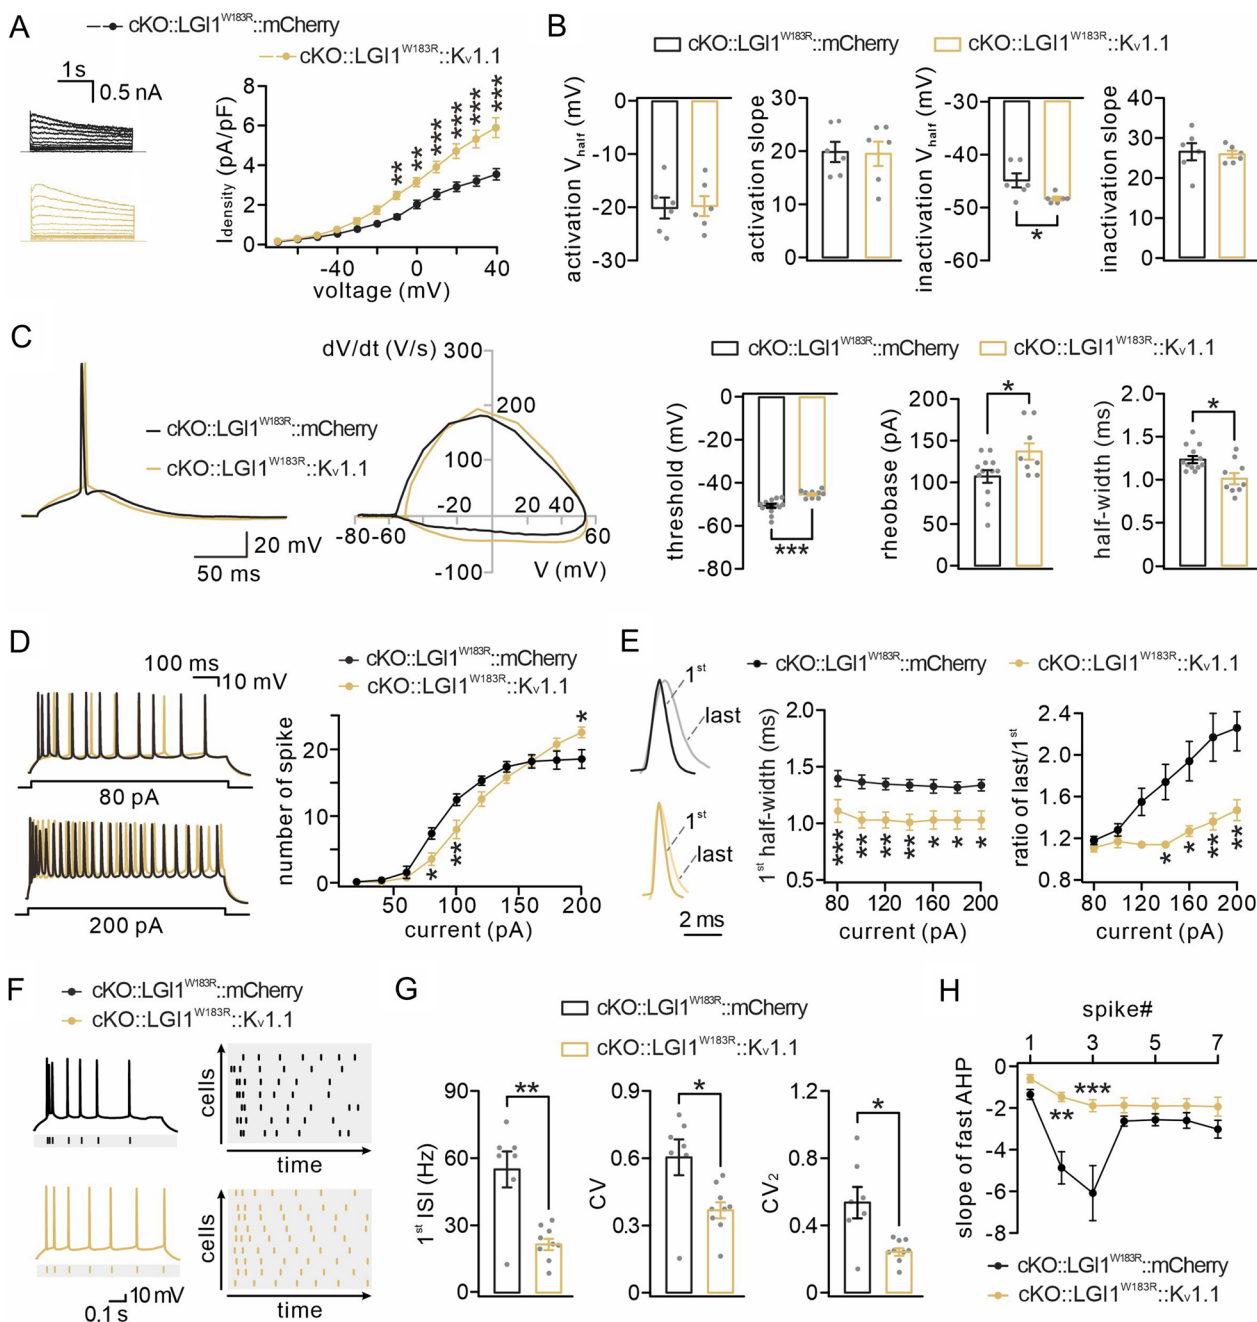 A
cKO::LGI1W183R::mCherry
cKO::LGI1W183R::Kv1.1
1s
0.5 nA
Idensity (pA/pF)
8
6
4
2
0
** ** *** *** *** ***
-40 0 40
voltage (mV)
B
cKO::LGI1W183R::mCherry
cKO::LGI1W183R::Kv1.1
activation Vhalf (mV)
0
-10
-20
-30
activation slope
30
20
10
0
inactivation Vhalf (mV)
-30
-40
-50
-60
*
inactivation slope
40
30
20
10
0
C
cKO::LGI1W183R::mCherry
cKO::LGI1W183R::Kv1.1
20 mV
50 ms
dV/dt (V/s)
300
200
100
-100
-80 -60 -20 0 20 40 60
V (mV)
cKO::LGI1W183R::mCherry
cKO::LGI1W183R::Kv1.1
threshold (mV)
0
-20
-40
-60
-80
***
rheobase (pA)
200
150
100
50
0
*
half-width (ms)
2.0
1.5
1.0
0.5
0
*
D
100 ms
10 mV
80 pA
200 pA
cKO::LGI1W183R::mCherry
cKO::LGI1W183R::Kv1.1
number of spike
20
10
0
* ** *
0 50 100 150 200
current (pA)
E
1st
last
1st
last
2 ms
cKO::LGI1W183R::mCherry
cKO::LGI1W183R::Kv1.1
1st half-width (ms)
2.0
1.5
1.0
0.5
*** ** ** ** * * *
80 120 160 200
current (pA)
ratio of last/1st
2.4
2.0
1.6
1.2
0.8
* * ** **
80 120 160 200
current (pA)
F
cKO::LGI1W183R::mCherry
cKO::LGI1W183R::Kv1.1
cells
time
cells
time
10 mV
0.1 s
G
cKO::LGI1W183R::mCherry
cKO::LGI1W183R::Kv1.1
1st ISI (Hz)
90
60
30
0
**
CV
0.9
0.6
0.3
0
*
CV2
1.2
0.8
0.4
0
*
H
spike#
1 3 5 7
slope of fast AHP
0
-2
-4
-6
-8
** ***
cKO::LGI1W183R::mCherry
cKO::LGI1W183R::Kv1.1